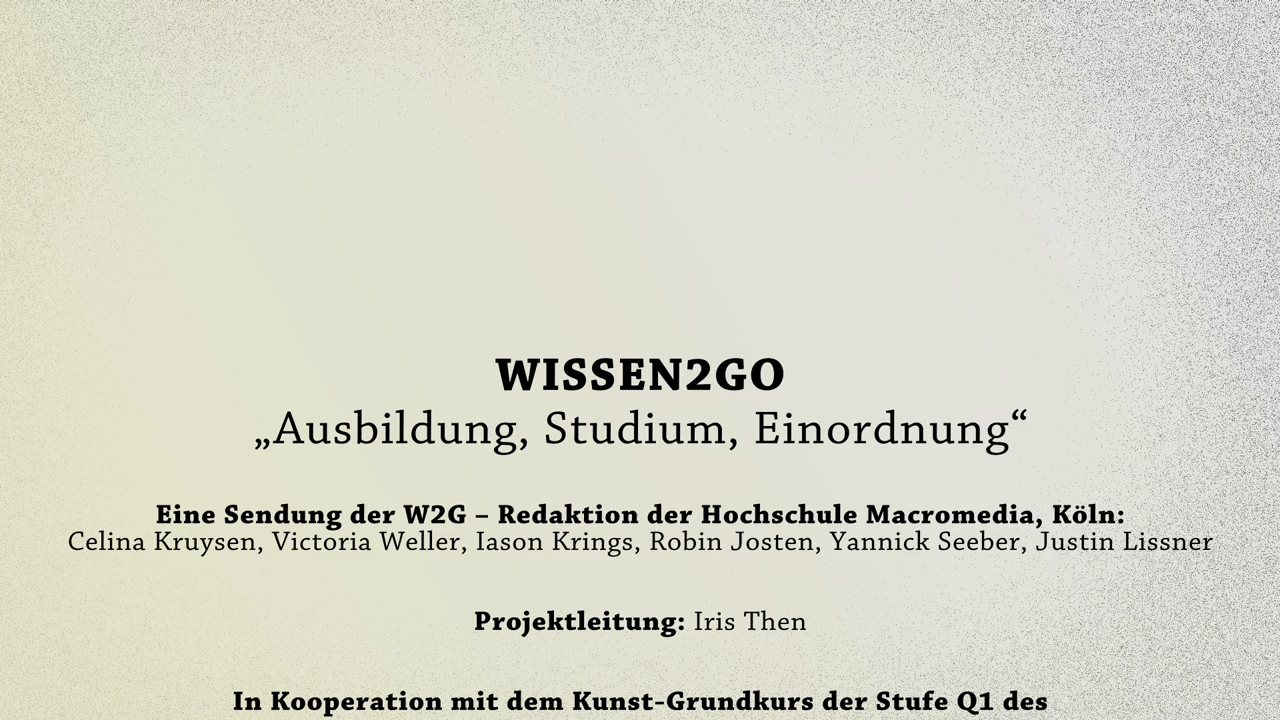 WISSEN2GO
„Ausbildung, Studium, Einordnung“
Eine Sendung der W2G – Redaktion der Hochschule Macromedia, Köln:
Celina Kruysen, Victoria Weller, Iason Krings, Robin Josten, Yannick Seeber, Justin Lissner
Projektleitung: Iris Then
In Kooperation mit dem Kunst-Grundkurs der Stufe Q1 des